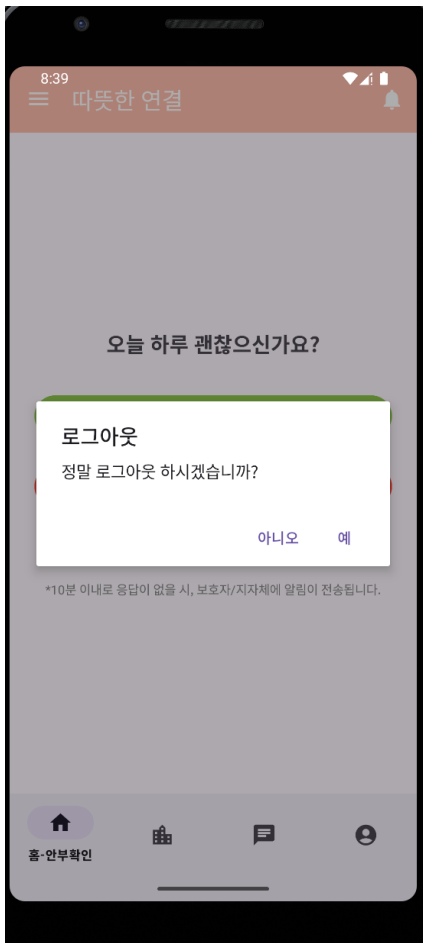 8:39
따뜻한 연결
오늘 하루 괜찮으신가요?
로그아웃
정말 로그아웃 하시겠습니까?
아니오 예
*10분 이내로 응답이 없을 시, 보호자/지자체에 알림이 전송됩니다.
홈-안부확인